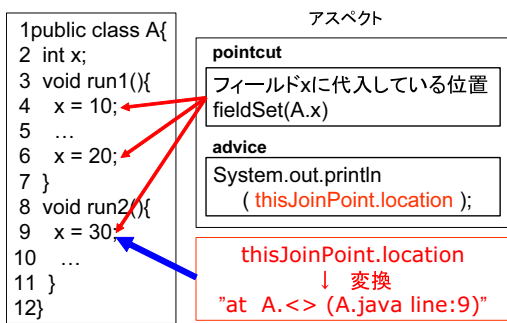 1public class A{
2 int x;
3 void run1(){
4 x = 10;
5 …
6 x = 20;
7 }
8 void run2(){
9 x = 30;
10 …
11 }
12}
アスペクト
pointcut
フィールドxに代入している位置
fieldSet(A.x)
advice
System.out.println
( thisJoinPoint.location );
thisJoinPoint.location
↓ 変換
"at A.<> (A.java line:9)"